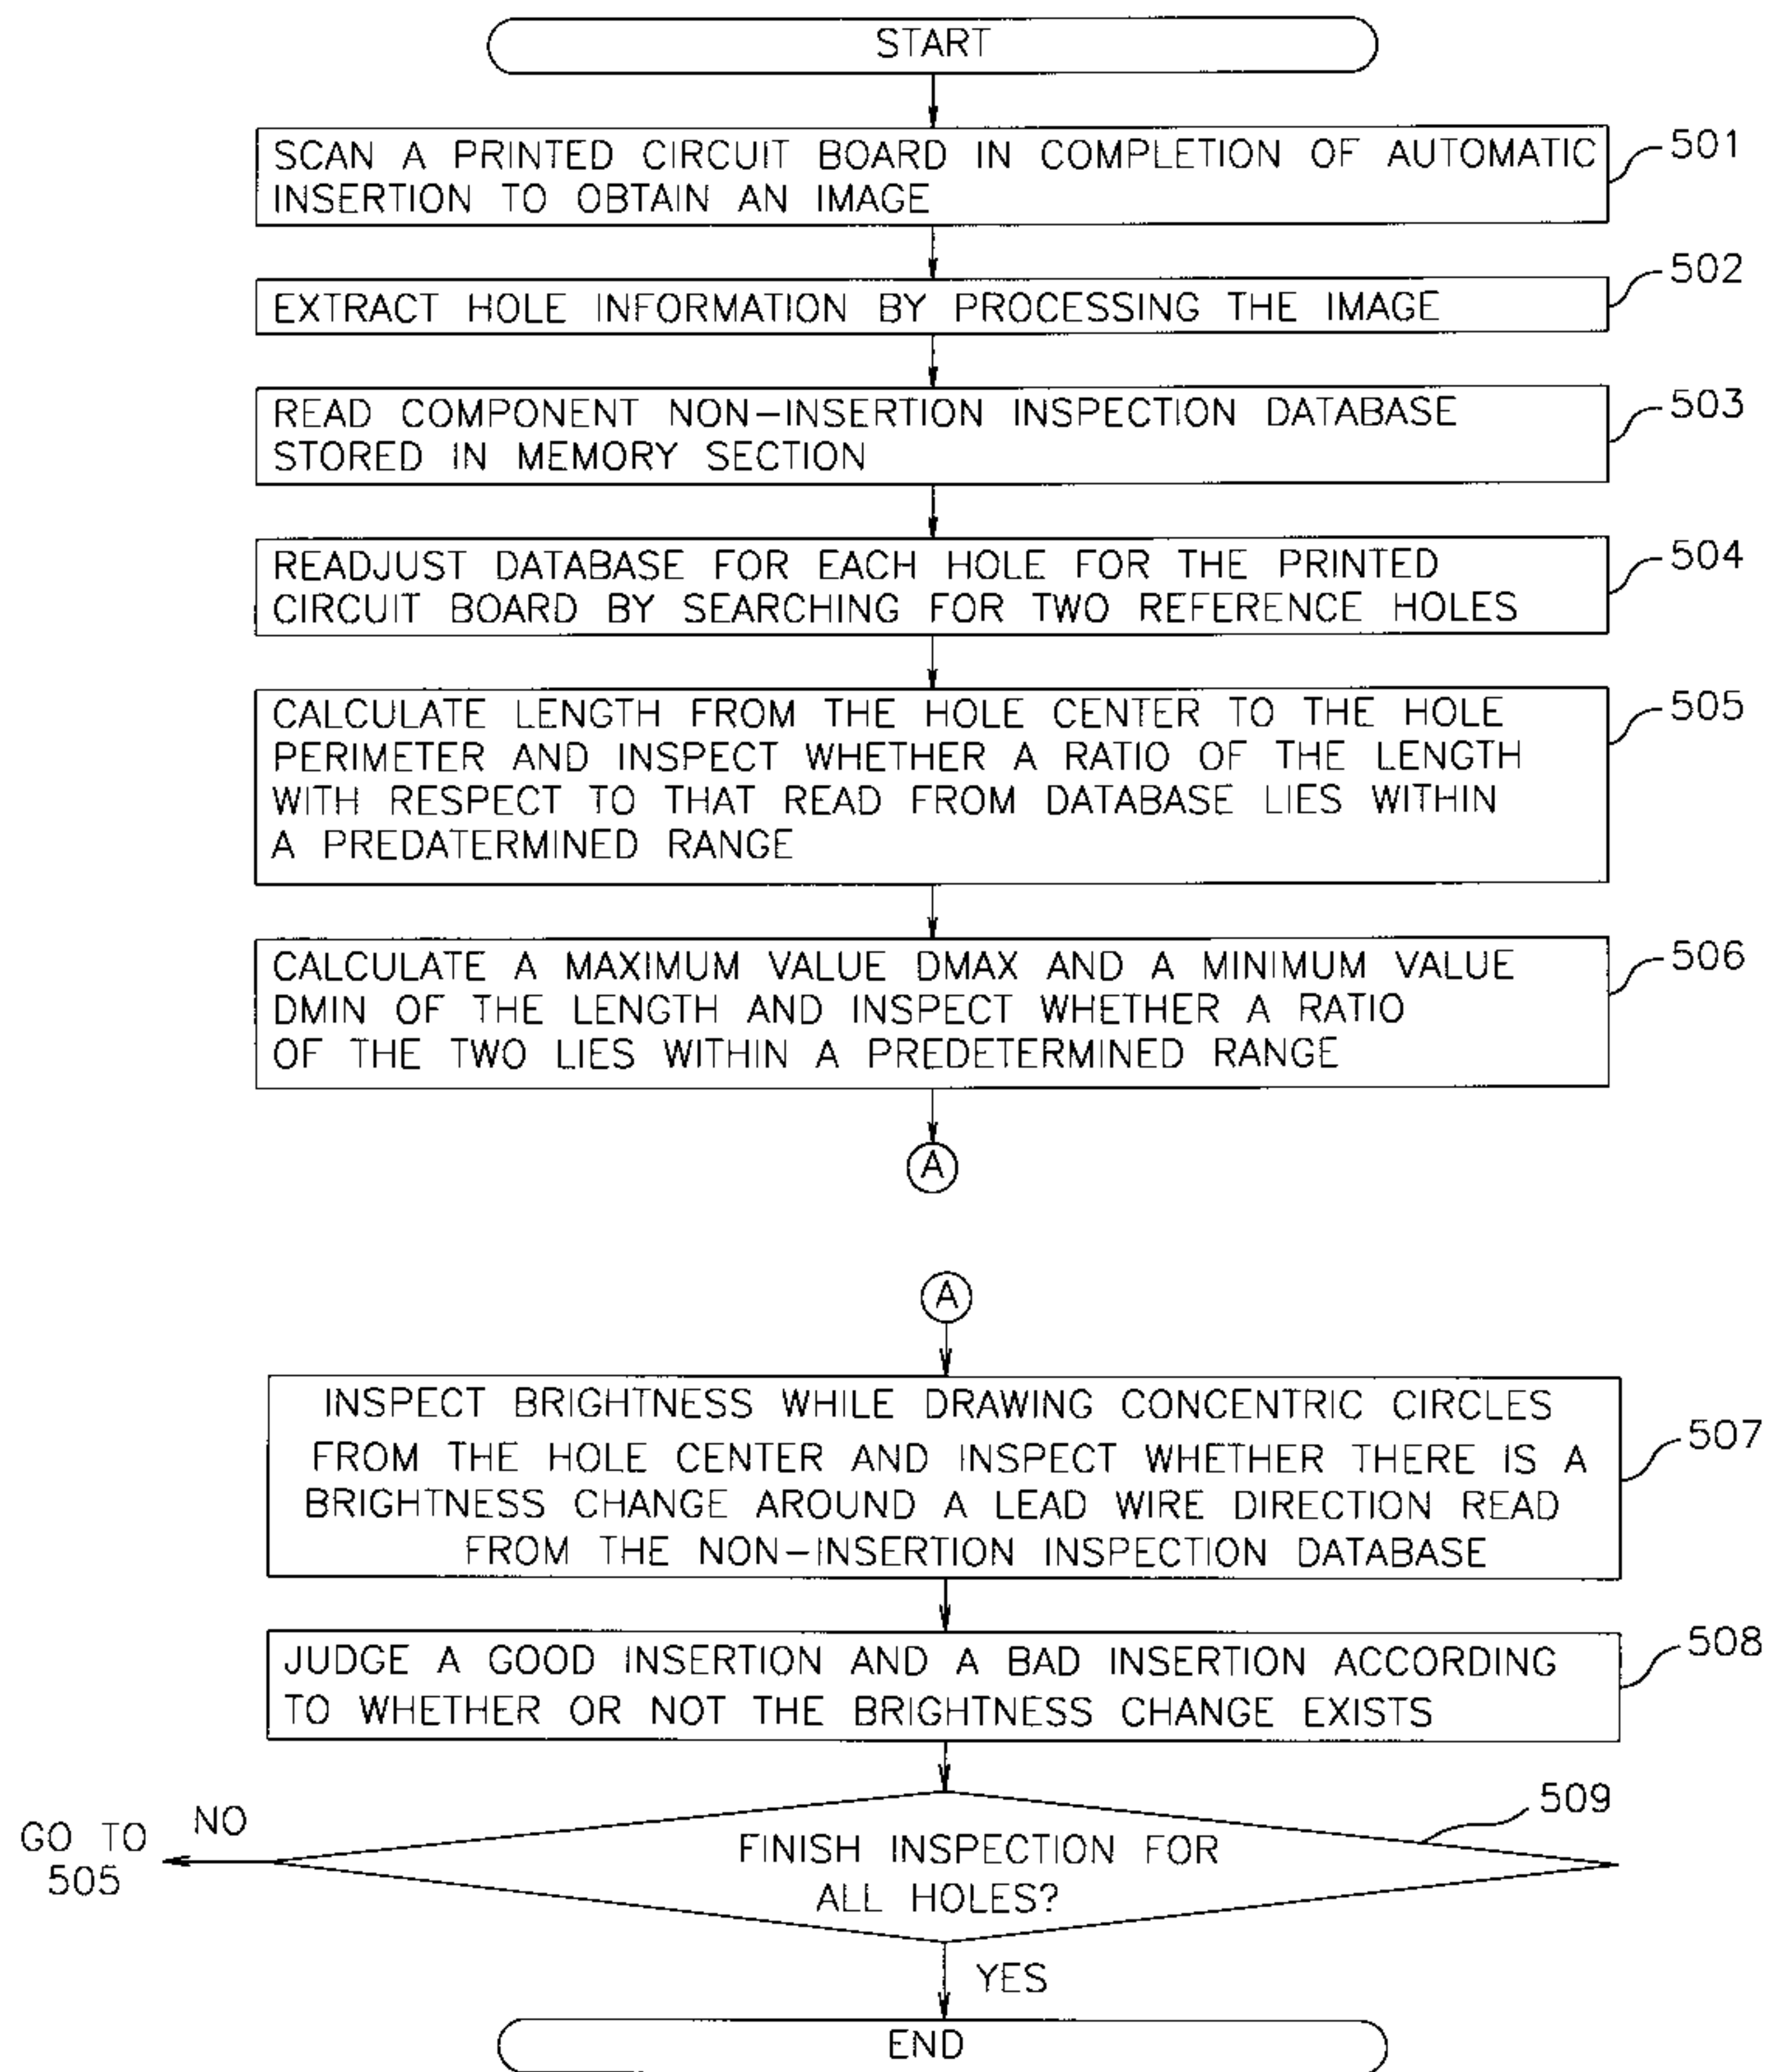 START
SCAN A PRINTED CIRCUIT BOARD IN COMPLETION OF AUTOMATIC
INSERTION TO OBTAIN AN IMAGE
501
EXTRACT HOLE INFORMATION BY PROCESSING THE IMAGE
502
READ COMPONENT NON-INSERTION INSPECTION DATABASE
STORED IN MEMORY SECTION
503
READJUST DATABASE FOR EACH HOLE FOR THE PRINTED
CIRCUIT BOARD BY SEARCHING FOR TWO REFERENCE HOLES
504
CALCULATE LENGTH FROM THE HOLE CENTER TO THE HOLE
PERIMETER AND INSPECT WHETHER A RATIO OF THE LENGTH
WITH RESPECT TO THAT READ FROM DATABASE LIES WITHIN
A PREDATERMINED RANGE
505
CALCULATE A MAXIMUM VALUE DMAX AND A MINIMUM VALUE
DMIN OF THE LENGTH AND INSPECT WHETHER A RATIO
OF THE TWO LIES WITHIN A PREDETERMINED RANGE
506
A
A
INSPECT BRIGHTNESS WHILE DRAWING CONCENTRIC CIRCLES
FROM THE HOLE CENTER AND INSPECT WHETHER THERE IS A
BRIGHTNESS CHANGE AROUND A LEAD WIRE DIRECTION READ
FROM THE NON-INSERTION INSPECTION DATABASE
507
JUDGE A GOOD INSERTION AND A BAD INSERTION ACCORDING
TO WHETHER OR NOT THE BRIGHTNESS CHANGE EXISTS
508
FINISH INSPECTION FOR
ALL HOLES?
509
NO
GO TO
505
YES
END